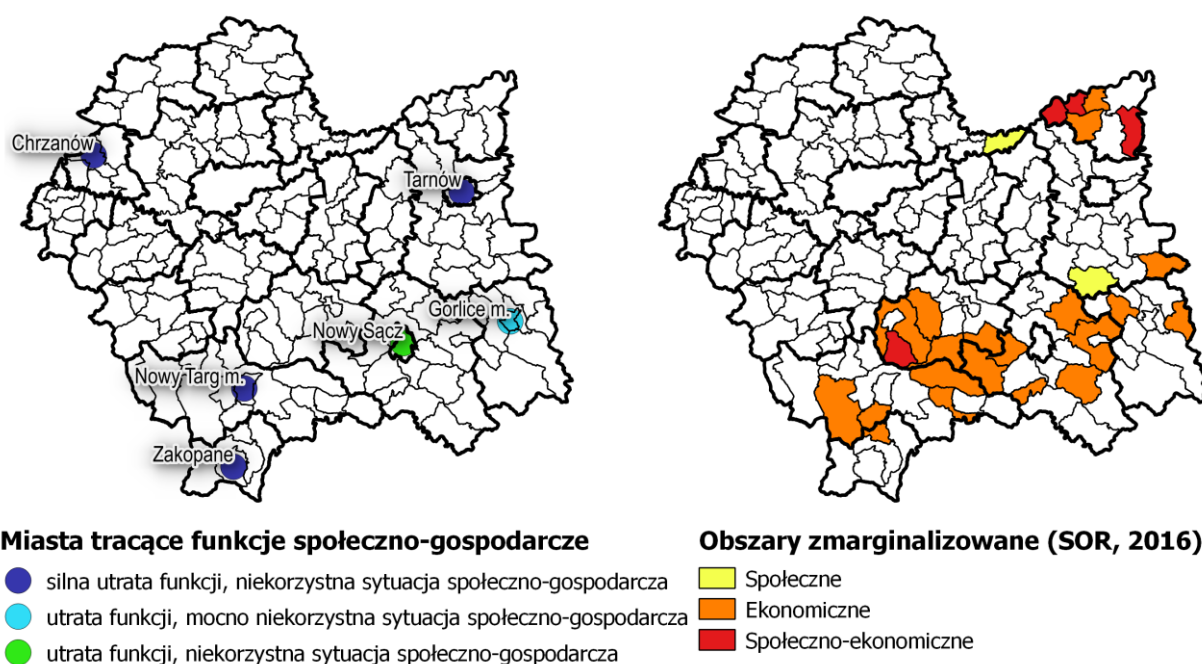 Chrzanów
Tarnów
Gorlice m.
Nowy Sącz
Nowy Targ m.
Zakopane
Miasta tracące funkcje społeczno-gospodarcze
silna utrata funkcji, niekorzystna sytuacja społeczno-gospodarcza
utrata funkcji, mocno niekorzystna sytuacja społeczno-gospodarcza
utrata funkcji, niekorzystna sytuacja społeczno-gospodarcza
Obszary zmarginalizowane (SOR, 2016)
Społeczne
Ekonomiczne
Społeczno-ekonomiczne